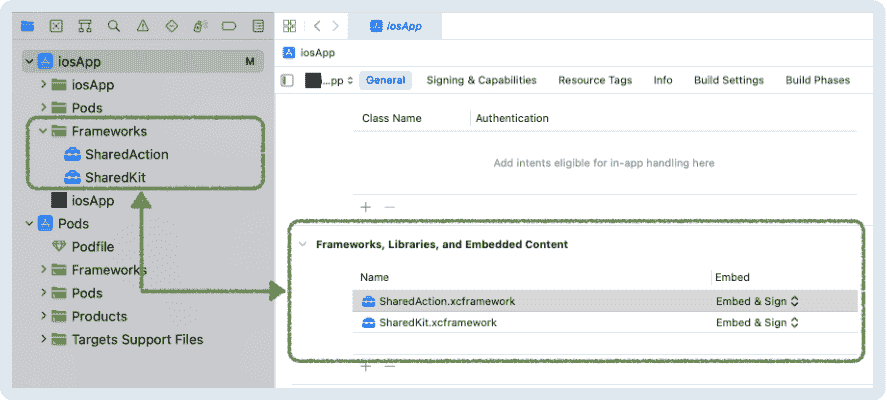 iosApp
iosApp M
iosApp
iosApp
...pp General Signing & Capabilities Resource Tags Info Build Settings Build Phases
Pods
Class Name Authentication
Frameworks
SharedAction
Add intents eligible for in-app handling here
SharedKit
iosApp
Pods
Frameworks, Libraries, and Embedded Content
Podfile
Frameworks
Name Embed
Pods
SharedAction.xcframework Embed & Sign
Products
SharedKit.xcframework Embed & Sign
Targets Support Files